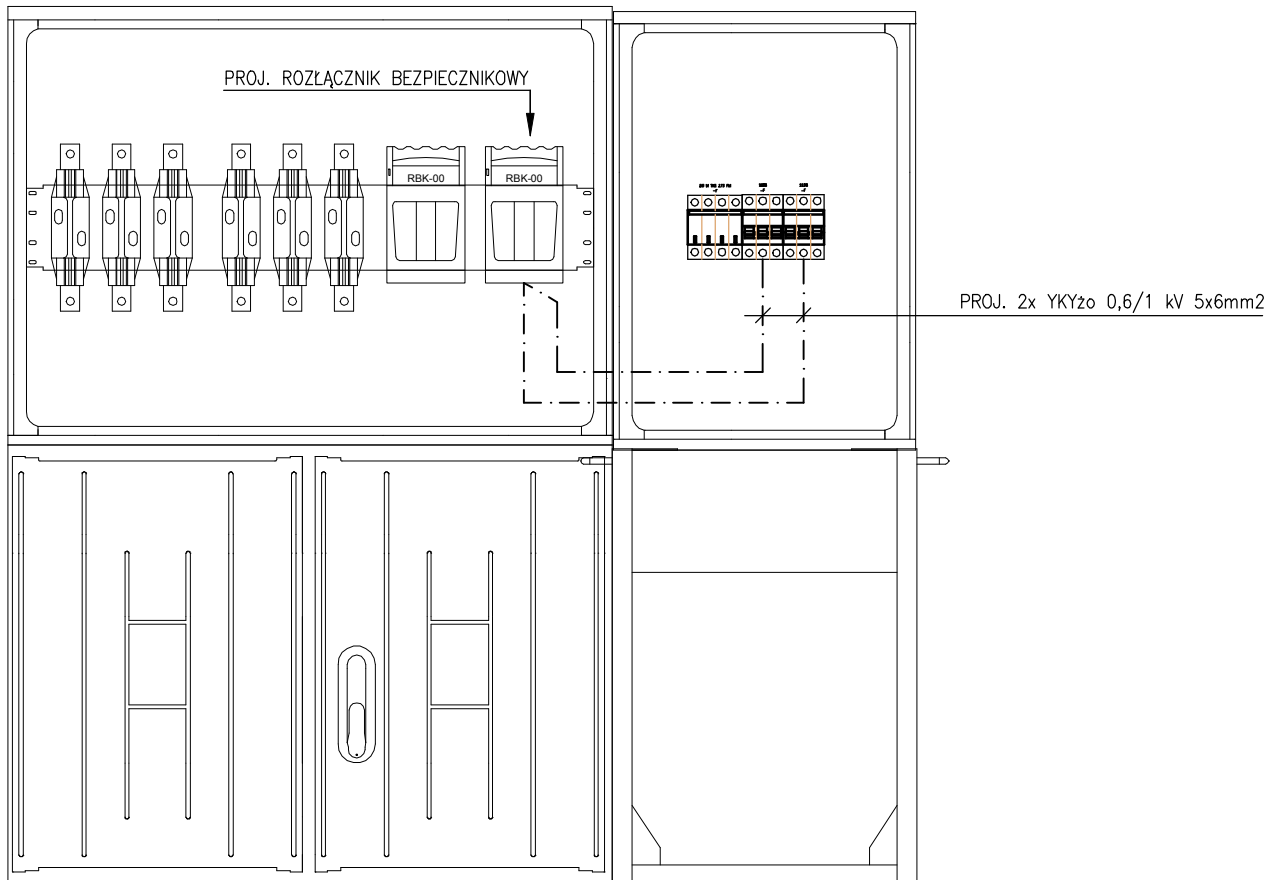 PROJ. ROZŁĄCZNIK BEZPIECZNIKOWY
RBK-00
RBK-00
PROJ. 2x YKYżo 0,6/1 kV 5x6mm2